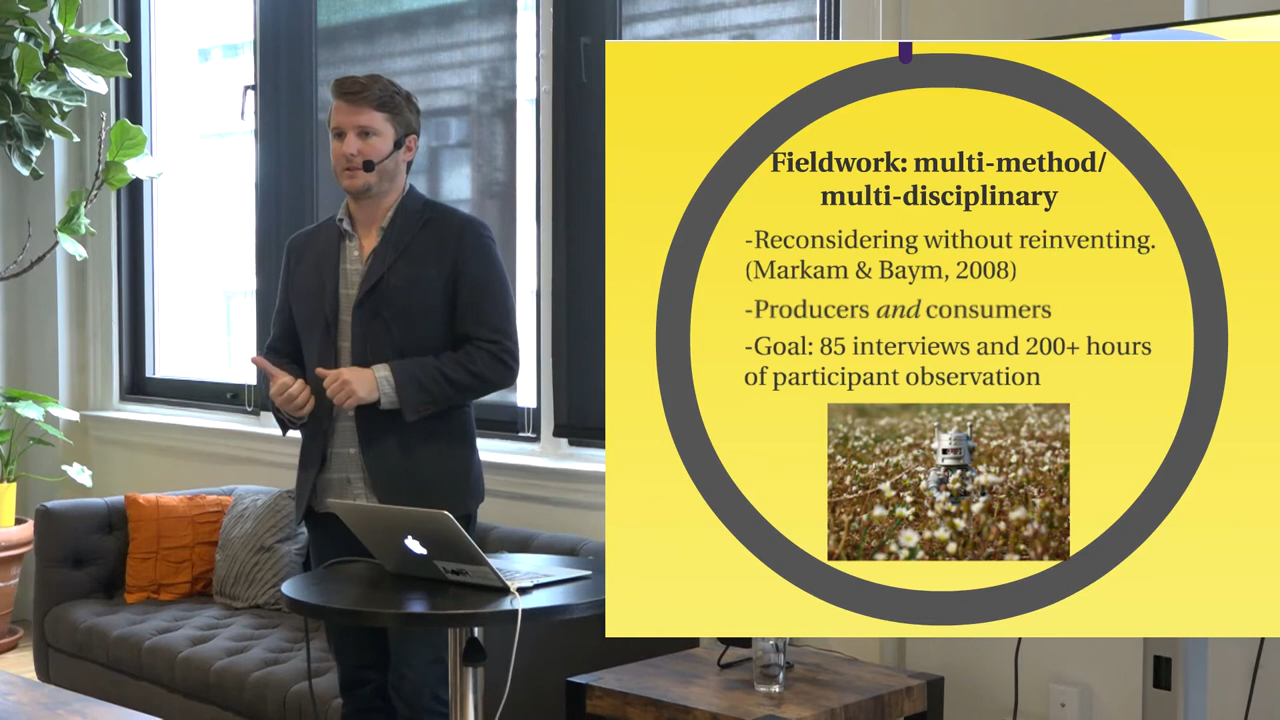 Fieldwork: multi-method/
multi-disciplinary
-Reconsidering without reinventing.
(Markam & Baym, 2008)
-Producers and consumers
-Goal: 85 interviews and 200+ hours
of participant observation